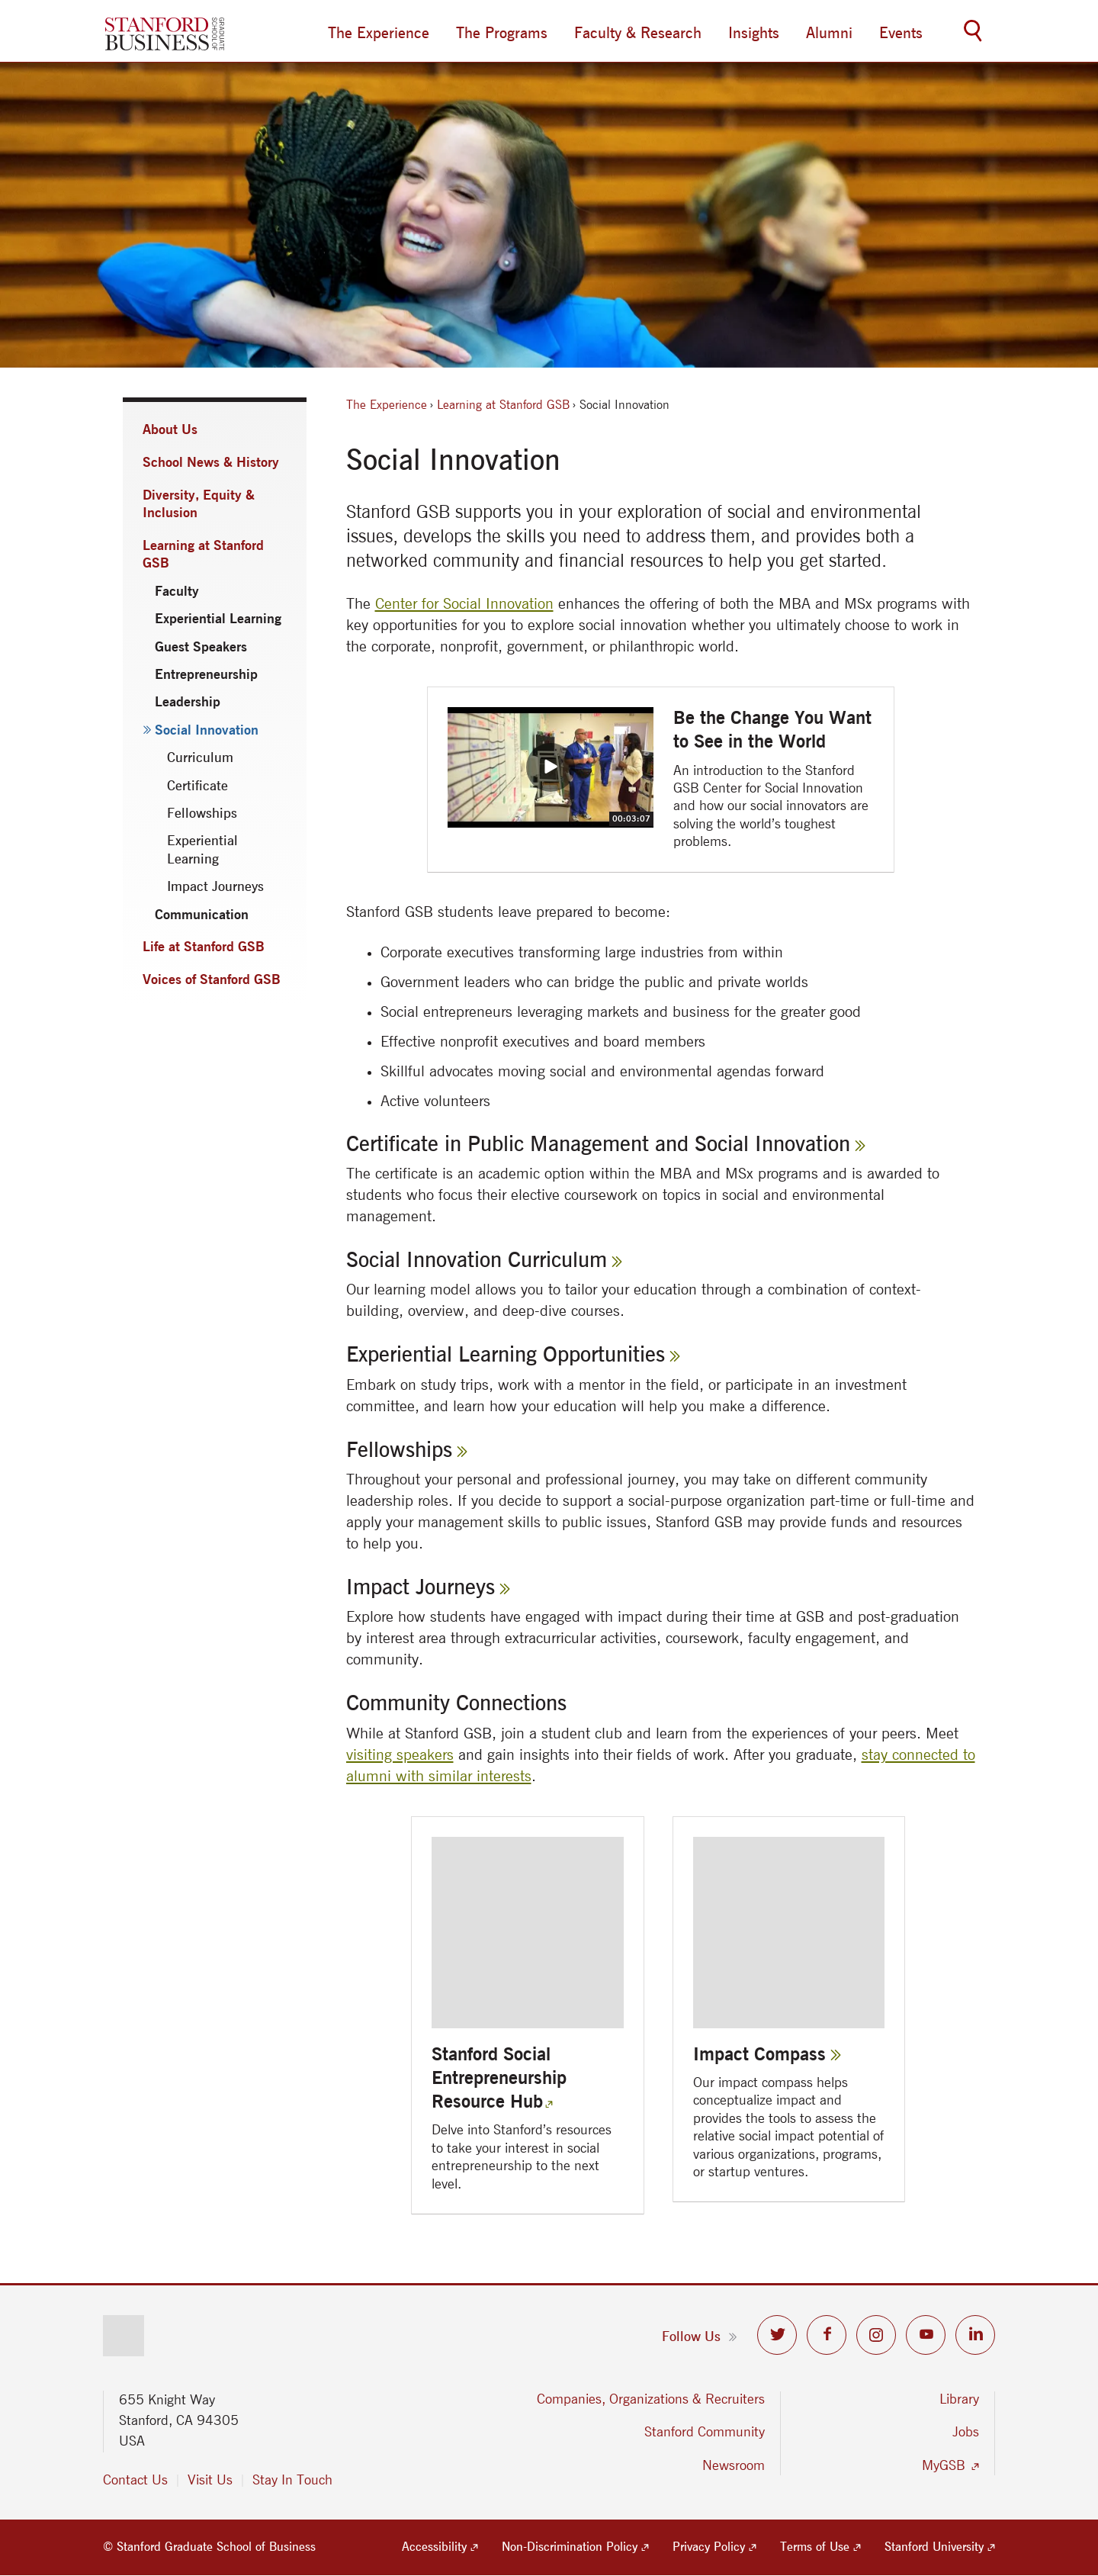 STANFORD
BUSINESS
GRADUATE
SCHOOL OF
The Experience
The Programs
Faculty & Research
Insights
Alumni
Events
The Experience › Learning at Stanford GSB › Social Innovation
About Us
School News & History
Diversity, Equity &
Inclusion
Learning at Stanford
GSB
Faculty
Experiential Learning
Guest Speakers
Entrepreneurship
Leadership
» Social Innovation
Curriculum
Certificate
Fellowships
Experiential
Learning
Impact Journeys
Communication
Life at Stanford GSB
Voices of Stanford GSB
Social Innovation
Stanford GSB supports you in your exploration of social and environmental
issues, develops the skills you need to address them, and provides both a
networked community and financial resources to help you get started.
The Center for Social Innovation enhances the offering of both the MBA and MSx programs with
key opportunities for you to explore social innovation whether you ultimately choose to work in
the corporate, nonprofit, government, or philanthropic world.
00:03:07
Be the Change You Want
to See in the World
An introduction to the Stanford
GSB Center for Social Innovation
and how our social innovators are
solving the world’s toughest
problems.
Stanford GSB students leave prepared to become:
• Corporate executives transforming large industries from within
• Government leaders who can bridge the public and private worlds
• Social entrepreneurs leveraging markets and business for the greater good
• Effective nonprofit executives and board members
• Skillful advocates moving social and environmental agendas forward
• Active volunteers
Certificate in Public Management and Social Innovation »
The certificate is an academic option within the MBA and MSx programs and is awarded to
students who focus their elective coursework on topics in social and environmental
management.
Social Innovation Curriculum »
Our learning model allows you to tailor your education through a combination of context-
building, overview, and deep-dive courses.
Experiential Learning Opportunities »
Embark on study trips, work with a mentor in the field, or participate in an investment
committee, and learn how your education will help you make a difference.
Fellowships »
Throughout your personal and professional journey, you may take on different community
leadership roles. If you decide to support a social-purpose organization part-time or full-time and
apply your management skills to public issues, Stanford GSB may provide funds and resources
to help you.
Impact Journeys »
Explore how students have engaged with impact during their time at GSB and post-graduation
by interest area through extracurricular activities, coursework, faculty engagement, and
community.
Community Connections
While at Stanford GSB, join a student club and learn from the experiences of your peers. Meet
visiting speakers and gain insights into their fields of work. After you graduate, stay connected to
alumni with similar interests.
Stanford Social
Entrepreneurship
Resource Hub
Delve into Stanford’s resources
to take your interest in social
entrepreneurship to the next
level.
Impact Compass »
Our impact compass helps
conceptualize impact and
provides the tools to assess the
relative social impact potential of
various organizations, programs,
or startup ventures.
Follow Us »
655 Knight Way
Stanford, CA 94305
USA
Contact Us | Visit Us | Stay In Touch
Companies, Organizations & Recruiters
Stanford Community
Newsroom
Library
Jobs
MyGSB
© Stanford Graduate School of Business
Accessibility
Non-Discrimination Policy
Privacy Policy
Terms of Use
Stanford University